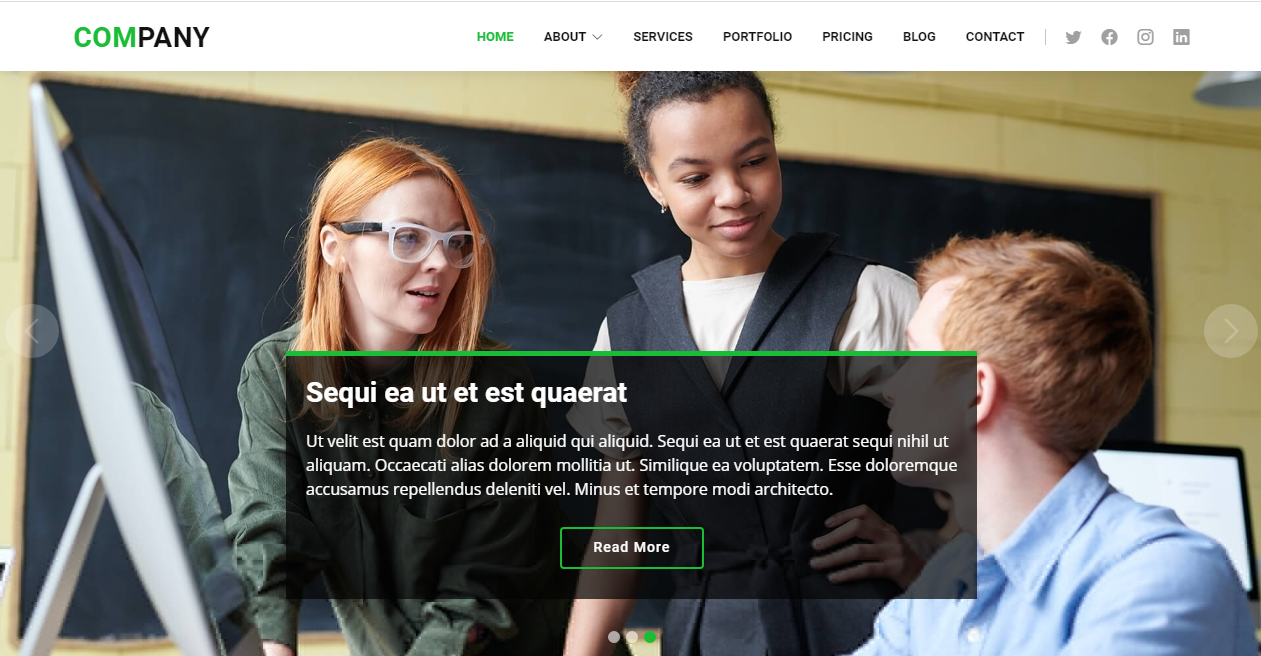 COMPANY
HOME ABOUT SERVICES PORTFOLIO PRICING BLOG CONTACT
Sequi ea ut et est quaerat
Ut velit est quam dolor ad a aliquid qui aliquid. Sequi ea ut et est quaerat sequi nihil ut
aliquam. Occaecati alias dolorem mollitia ut. Similique ea voluptatem. Esse doloremque
accusamus repellendus deleniti vel. Minus et tempore modi architecto.
Read More